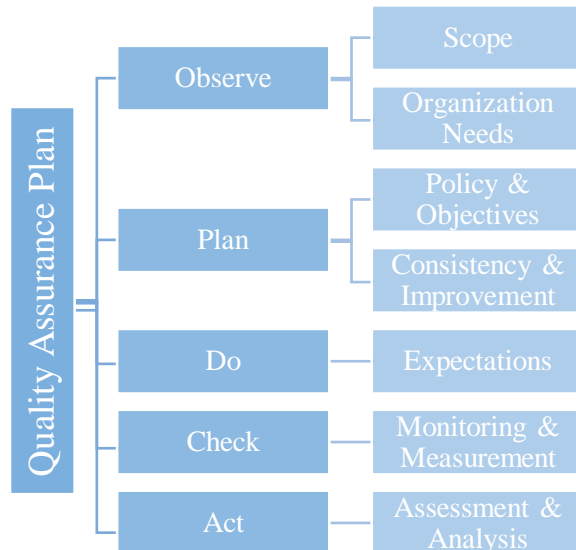 Quality Assurance Plan
Observe
Scope
Organization
Needs
Plan
Policy &
Objectives
Consistency &
Improvement
Do
Expectations
Check
Monitoring &
Measurement
Act
Assessment &
Analysis